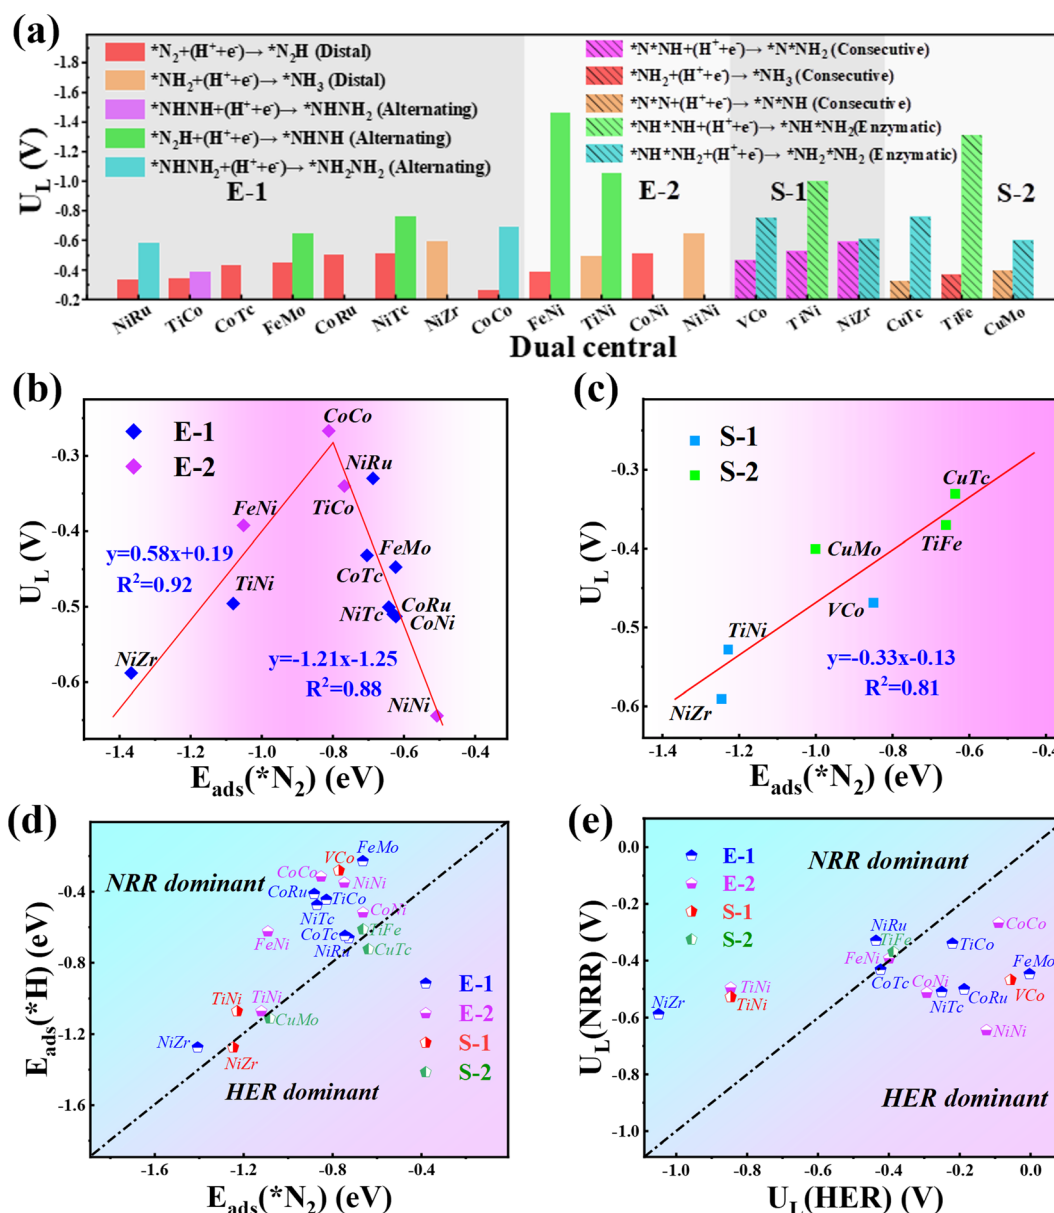 (a)
U_L (V)
-1.8
-1.6
-1.4
-1.2
-1.0
-0.8
-0.6
-0.4
-0.2
*N₂+(H⁺+e⁻)→ *N₂H (Distal)
*NH₂+(H⁺+e⁻)→ *NH₃ (Distal)
*NHNH+(H⁺+e⁻)→ *NHNH₂ (Alternating)
*N₂H+(H⁺+e⁻)→ *NHNH (Alternating)
*NHNH₂+(H⁺+e⁻)→ *NH₂NH₂ (Alternating)
*N*NH+(H⁺+e⁻)→ *N*NH₂ (Consecutive)
*NH₂+(H⁺+e⁻)→ *NH₃ (Consecutive)
*N*N+(H⁺+e⁻)→ *N*NH (Consecutive)
*NH*NH+(H⁺+e⁻)→ *NH*NH₂(Enzymatic)
*NH*NH₂+(H⁺+e⁻)→ *NH₂*NH₂ (Enzymatic)
E-1 E-2 S-1 S-2
NiRu TiCo CoTc FeMo CoRu NiTc NiZr CoCo FeNi TiNi CoNi NiNi VCo TiNi NiZr CuTc TiFe CuMo
Dual central
(b)
U_L (V)
-0.3
-0.4
-0.5
-0.6
E-1
E-2
CoCo
NiRu
TiCo
FeNi
FeMo
CoTc
TiNi
CoRu
NiTc
CoNi
NiZr
NiNi
y=0.58x+0.19
R²=0.92
y=-1.21x-1.25
R²=0.88
-1.4 -1.2 -1.0 -0.8 -0.6 -0.4
E_ads(*N₂) (eV)
(c)
U_L (V)
-0.3
-0.4
-0.5
-0.6
S-1
S-2
CuTc
TiFe
CuMo
VCo
TiNi
NiZr
y=-0.33x-0.13
R²=0.81
-1.4 -1.2 -1.0 -0.8 -0.6 -0.4
E_ads(*N₂) (eV)
(d)
E_ads(*H) (eV)
-0.4
-0.8
-1.2
-1.6
NRR dominant
HER dominant
FeMo
VCo
CoCo
NiNi
CoRu
TiCo
NiTc
CoNi
FeNi
CoTc
TiFe
NiRu
CuTc
TiNi
TiNi
CuMo
NiZr
NiZr
E-1
E-2
S-1
S-2
-1.6 -1.2 -0.8 -0.4
E_ads(*N₂) (eV)
(e)
U_L(NRR) (V)
0.0
-0.2
-0.4
-0.6
-0.8
-1.0
E-1
E-2
S-1
S-2
NRR dominant
HER dominant
NiRu
CoCo
TiFe
TiCo
FeNi
CoTc
FeMo
TiNi
CoNi
TiNi
CoRu
VCo
NiTc
NiZr
NiNi
-1.0 -0.8 -0.6 -0.4 -0.2 0.0
U_L(HER) (V)